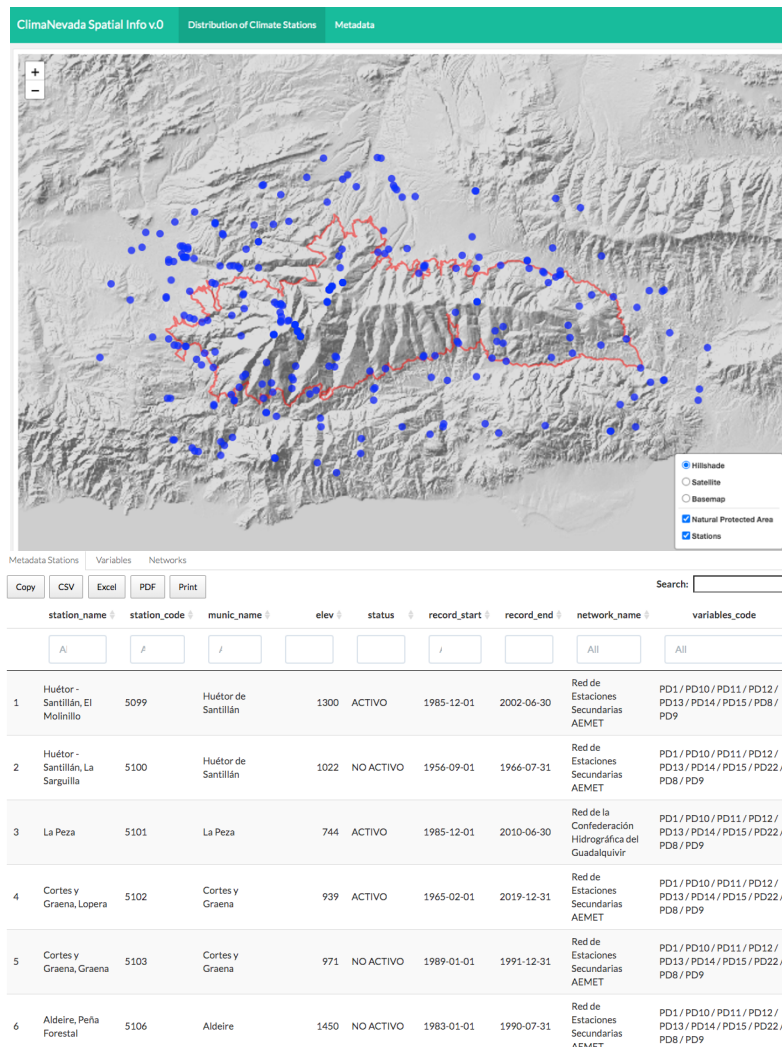 ClimaNevada Spatial Info v.0 Distribution of Climate Stations Metadata
+
−
Hillshade
Satellite
Basemap
Natural Protected Area
Stations
Metadata Stations Variables Networks
Copy CSV Excel PDF Print Search:
station_name station_code munic_name elev status record_start record_end network_name variables_code
All All
1 Huétor - Santillán, El Molinillo 5099 Huétor de Santillán 1300 ACTIVO 1985-12-01 2002-06-30 Red de Estaciones Secundarias AEMET PD1 / PD10 / PD11 / PD12 / PD13 / PD14 / PD15 / PD8 / PD9
2 Huétor - Santillán, La Sarguilla 5100 Huétor de Santillán 1022 NO ACTIVO 1956-09-01 1966-07-31 Red de Estaciones Secundarias AEMET PD1 / PD10 / PD11 / PD12 / PD13 / PD14 / PD15 / PD22 / PD8 / PD9
3 La Peza 5101 La Peza 744 ACTIVO 1985-12-01 2010-06-30 Red de la Confederación Hidrográfica del Guadalquivir PD1 / PD10 / PD11 / PD12 / PD13 / PD14 / PD15 / PD22 / PD8 / PD9
4 Cortes y Graena, Lopera 5102 Cortes y Graena 939 ACTIVO 1965-02-01 2019-12-31 Red de Estaciones Secundarias AEMET PD1 / PD10 / PD11 / PD12 / PD13 / PD14 / PD15 / PD22 / PD8 / PD9
5 Cortes y Graena, Graena 5103 Cortes y Graena 971 NO ACTIVO 1989-01-01 1991-12-31 Red de Estaciones Secundarias AEMET PD1 / PD10 / PD11 / PD12 / PD13 / PD14 / PD15 / PD22 / PD8 / PD9
6 Aldeire, Peña Forestal 5106 Aldeire 1450 NO ACTIVO 1983-01-01 1990-07-31 Red de Estaciones Secundarias AEMET PD1 / PD10 / PD11 / PD12 / PD13 / PD14 / PD15 / PD22 / PD8 / PD9